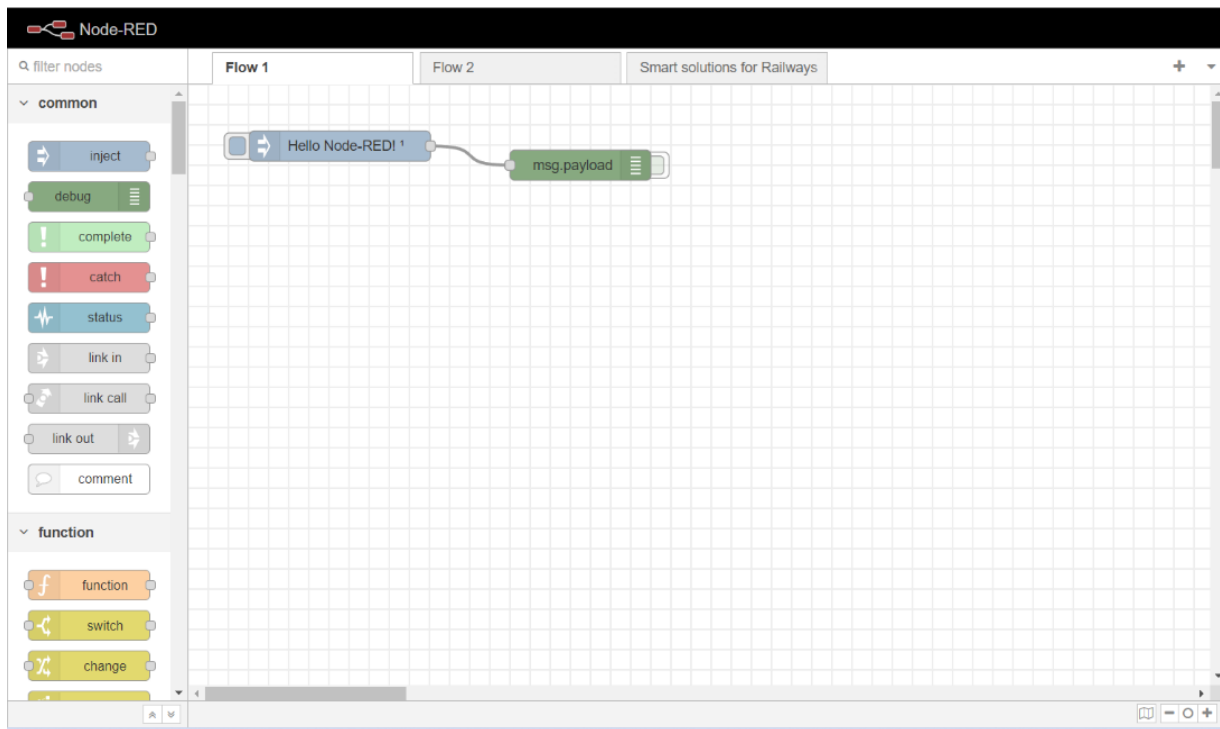 Node-RED
filter nodes
Flow 1
Flow 2
Smart solutions for Railways
common
inject
debug
complete
catch
status
link in
link call
link out
comment
function
function
switch
change
Hello Node-RED! ¹
msg.payload